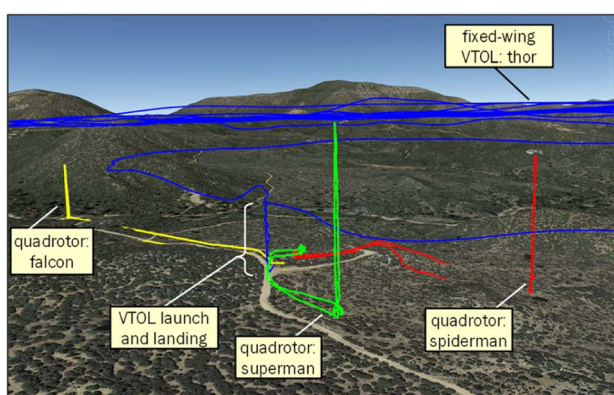 fixed-wing
VTOL: thor
quadrotor:
falcon
VTOL launch
and landing
quadrotor:
superman
quadrotor:
spiderman